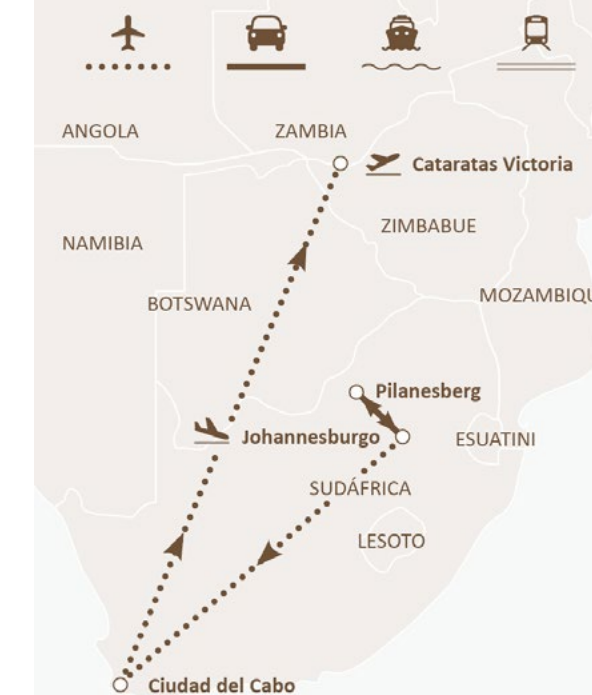 ANGOLA
ZAMBIA
Cataratas Victoria
ZIMBABUE
NAMIBIA
MOZAMBIQU
BOTSWANA
Pilanesberg
Johannesburgo
ESUATINI
SUDÁFRICA
LESOTO
Ciudad del Cabo